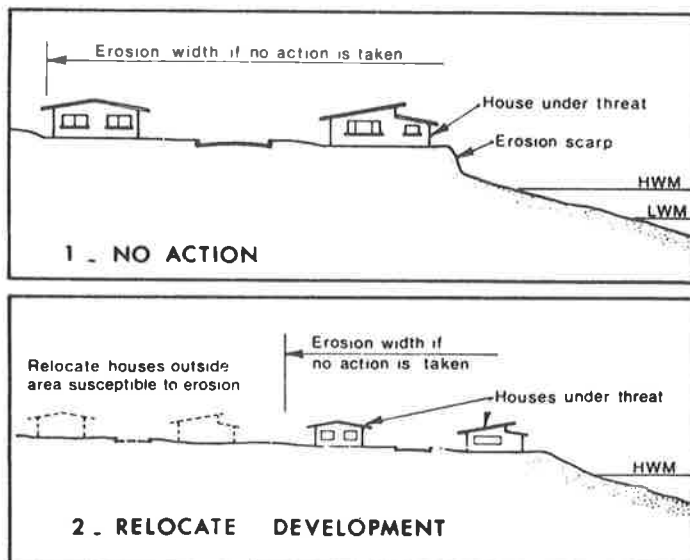 Erosion width if no action is taken
House under threat
Erosion scarp
HWM
LWM
1 - NO ACTION
Erosion width if
no action is taken
Relocate houses outside
area susceptible to erosion
Houses under threat
HWM
2 - RELOCATE DEVELOPMENT